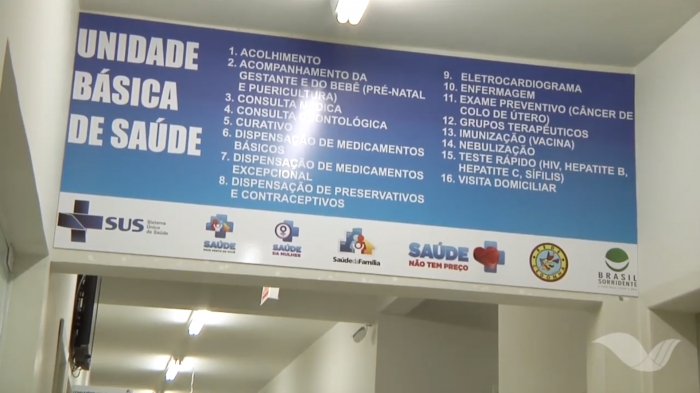 UNIDADE
BÁSICA
DE SAÚDE
1. ACOLHIMENTO
2. ACOMPANHAMENTO DA
GESTANTE E DO BEBÊ (PRÉ-NATAL
E PUERICULTURA)
3. CONSULTA MÉDICA
4. CONSULTA ODONTOLÓGICA
5. CURATIVO
6. DISPENSAÇÃO DE MEDICAMENTOS
BÁSICOS
7. DISPENSAÇÃO DE MEDICAMENTOS
EXCEPCIONAL
8. DISPENSAÇÃO DE PRESERVATIVOS
E CONTRACEPTIVOS
9. ELETROCARDIOGRAMA
10. ENFERMAGEM
11. EXAME PREVENTIVO (CÂNCER DE
COLO DE ÚTERO)
12. GRUPOS TERAPÊUTICOS
13. IMUNIZAÇÃO (VACINA)
14. NEBULIZAÇÃO
15. TESTE RÁPIDO (HIV, HEPATITE B,
HEPATITE C, SÍFILIS)
16. VISITA DOMICILIAR
SUS
Sistema
Único
de Saúde
SAÚDE
SAÚDE
DA MULHER
Saúde da Família
SAÚDE
NÃO TEM PREÇO
BRASIL
SORRIDENTE